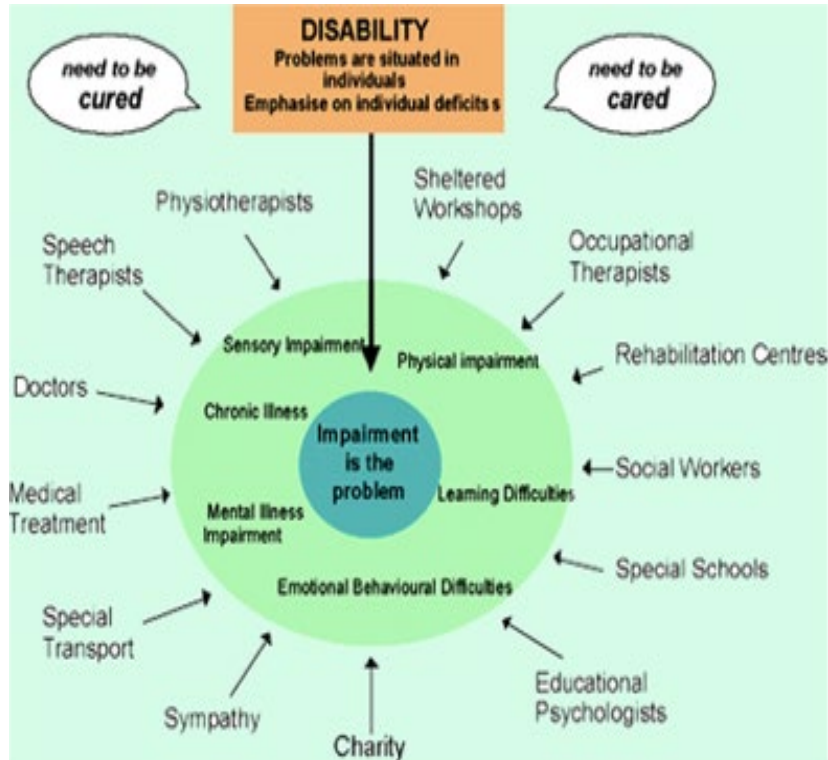 DISABILITY
Problems are situated in
individuals
Emphasise on individual deficits s
need to be
cured
need to be
cared
Physiotherapists
Sheltered
Workshops
Speech
Therapists
Occupational
Therapists
Sensory Impairment
Physical impairment
Rehabilitation Centres
Doctors
Chronic Illness
Impairment
is the
problem
Social Workers
Medical
Treatment
Mental Illness
Impairment
Learning Difficulties
Special Schools
Emotional Behavioural Difficulties
Special
Transport
Sympathy
Charity
Educational
Psychologists